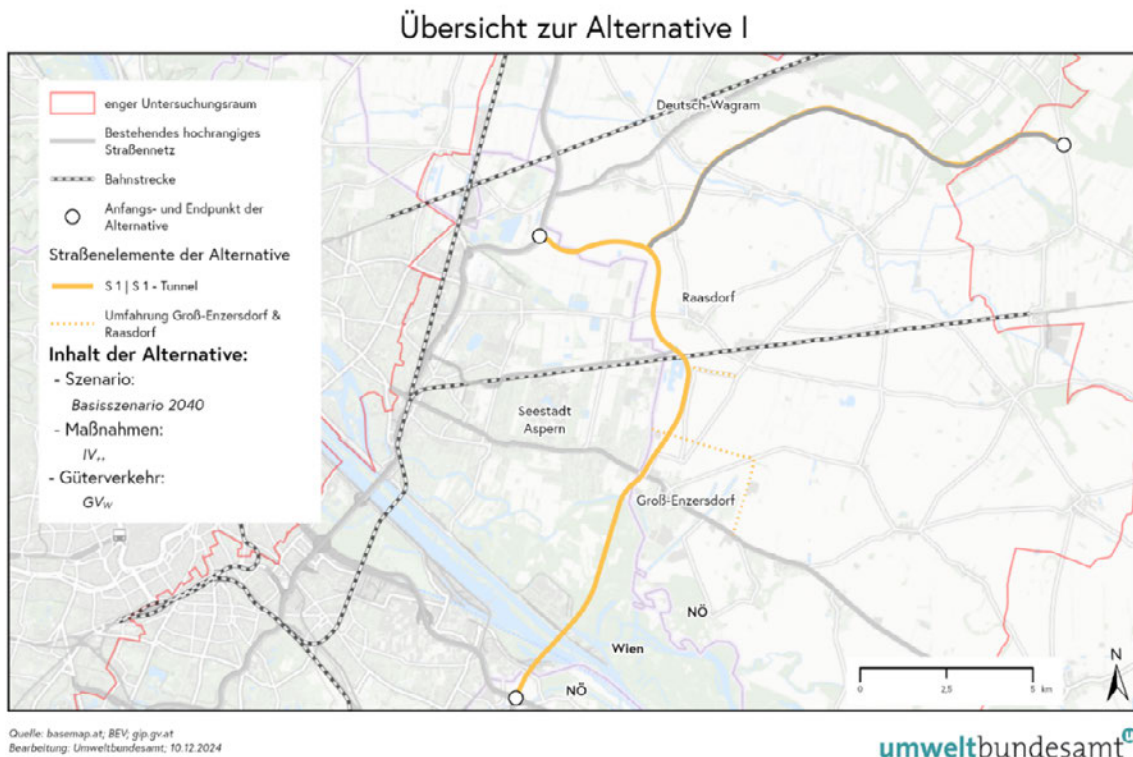 Übersicht zur Alternative I
enger Untersuchungsraum
Bestehendes hochrangiges
Straßennetz
Bahnstrecke
Anfangs- und Endpunkt der
Alternative
Straßenelemente der Alternative
S 1 | S 1 - Tunnel
Umfahrung Groß-Enzersdorf &
Raasdorf
Inhalt der Alternative:
- Szenario:
Basisszenario 2040
- Maßnahmen:
IV++
- Güterverkehr:
GVw
Deutsch-Wagram
Raasdorf
Seestadt
Aspern
Groß-Enzersdorf
NÖ
Wien
NÖ
N
0 2,5 5 km
Quelle: basemap.at; BEV; gip.gv.at
Bearbeitung: Umweltbundesamt; 10.12.2024
umweltbundesamt